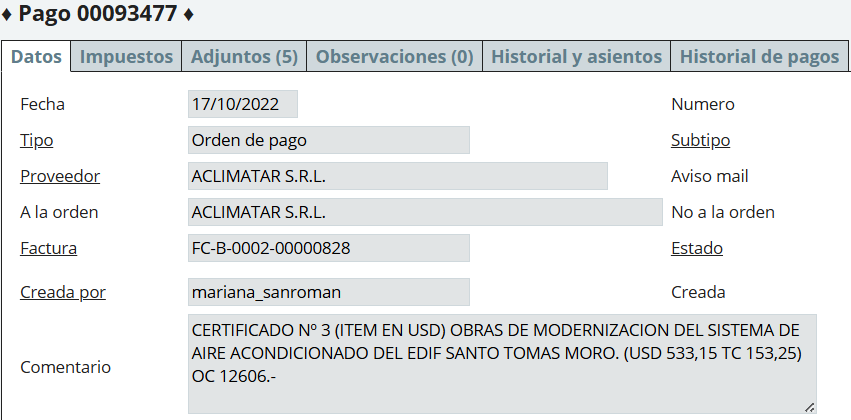 ♦ Pago 00093477 ♦
Datos Impuestos Adjuntos (5) Observaciones (0) Historial y asientos Historial de pagos
Fecha 17/10/2022 Numero
Tipo Orden de pago Subtipo
Proveedor ACLIMATAR S.R.L. Aviso mail
A la orden ACLIMATAR S.R.L. No a la orden
Factura FC-B-0002-00000828 Estado
Creada por mariana_sanroman Creada
Comentario
CERTIFICADO Nº 3 (ITEM EN USD) OBRAS DE MODERNIZACION DEL SISTEMA DE
AIRE ACONDICIONADO DEL EDIF SANTO TOMAS MORO. (USD 533,15 TC 153,25)
OC 12606.-